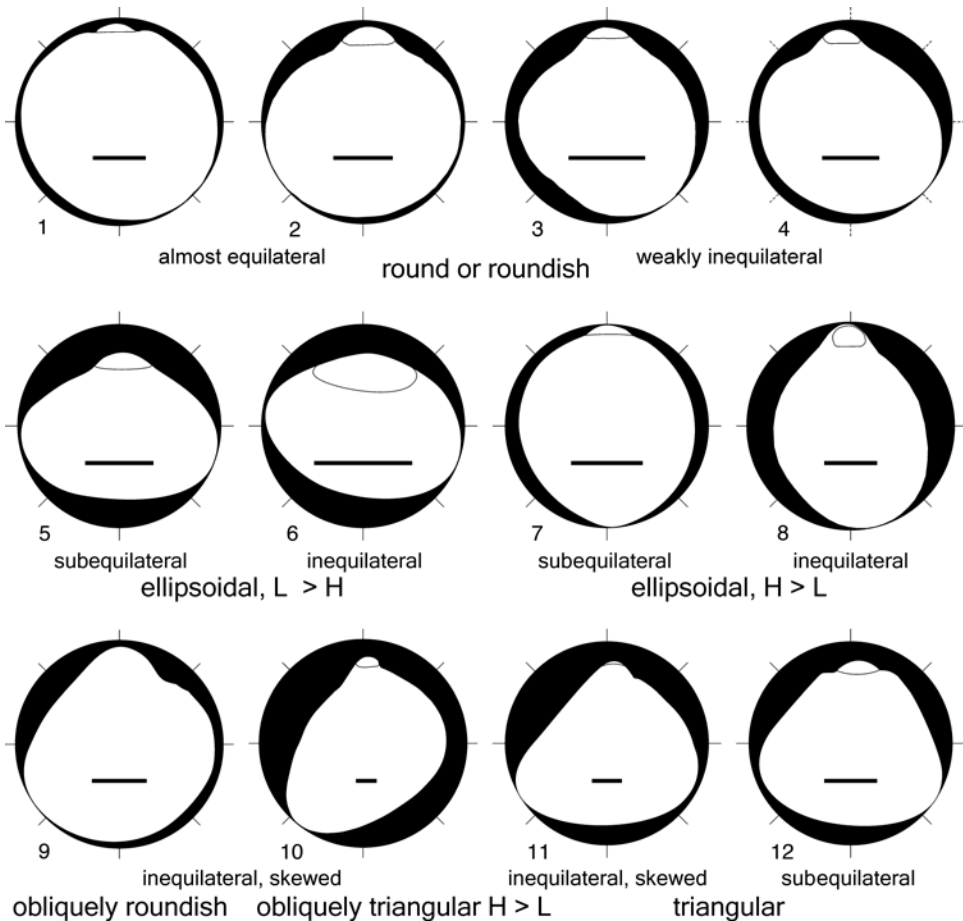 1
2
3
4
almost equilateral
weakly inequilateral
round or roundish
5
6
7
8
subequilateral
inequilateral
subequilateral
inequilateral
ellipsoidal, L > H
ellipsoidal, H > L
9
10
11
12
inequilateral, skewed
inequilateral, skewed
subequilateral
obliquely roundish
obliquely triangular H > L
triangular